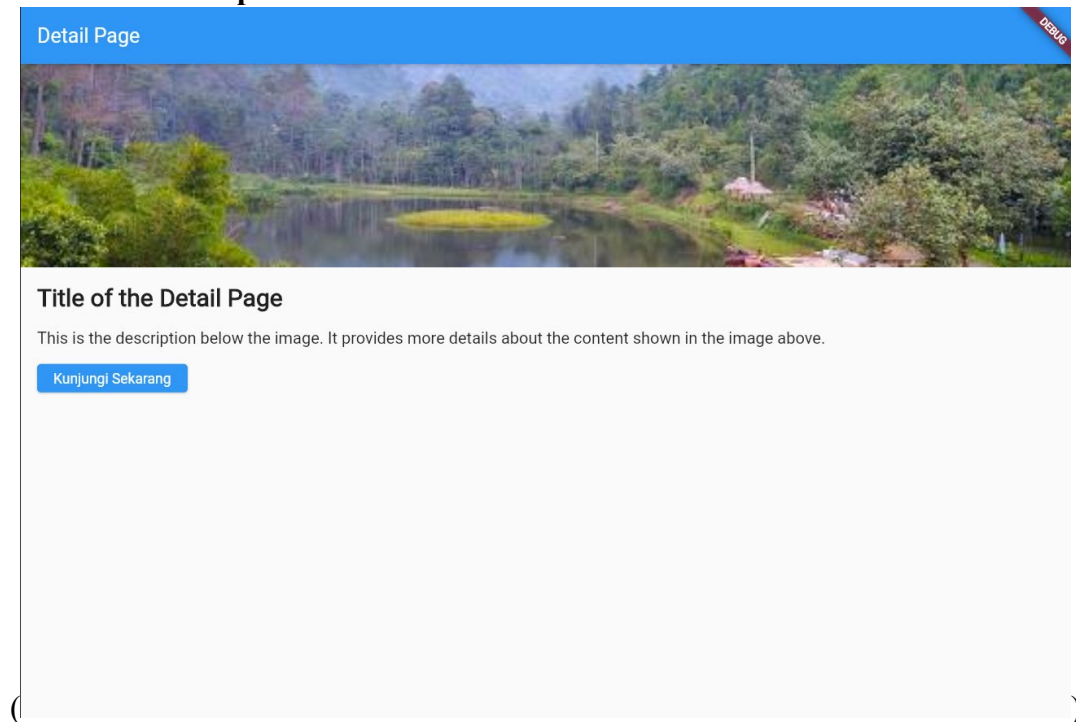 Detail Page
DEBUG
Title of the Detail Page
This is the description below the image. It provides more details about the content shown in the image above.
Kunjungi Sekarang
( )